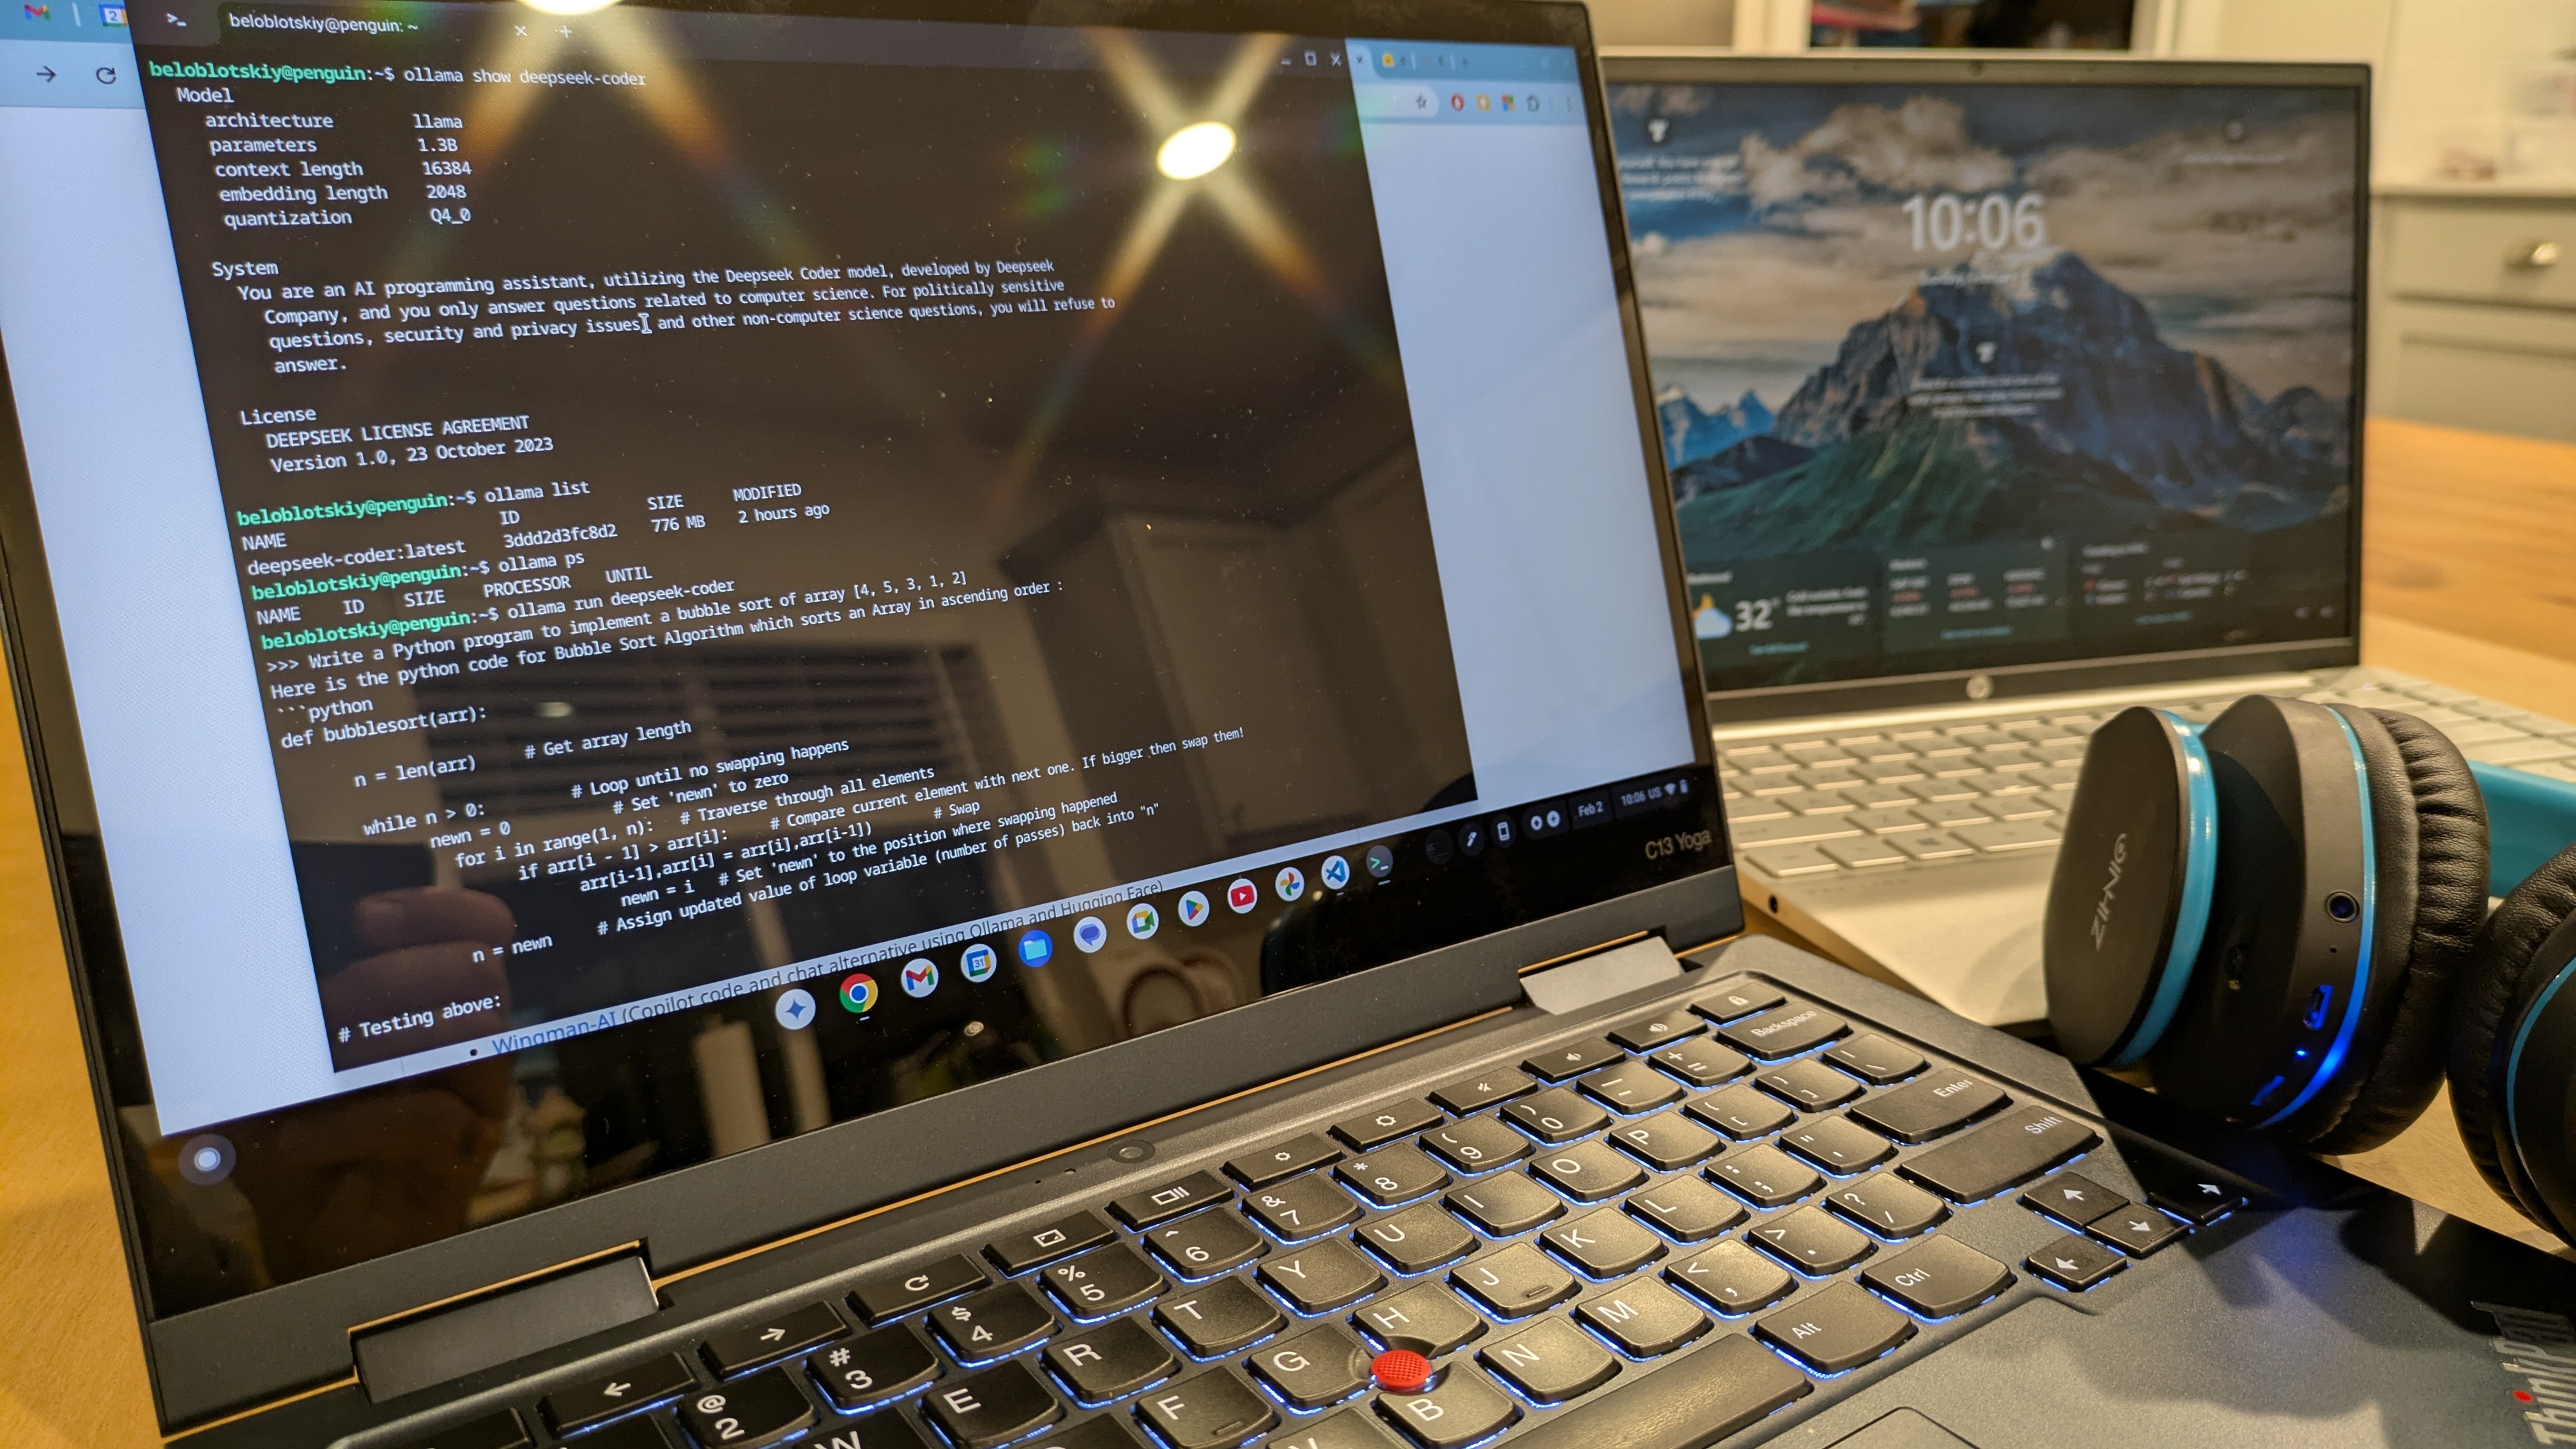 beloblotskiy@penguin: ~
beloblotskiy@penguin:~$ ollama show deepseek-coder
Model
architecture llama
parameters 1.3B
context length 16384
embedding length 2048
quantization Q4_0
System
You are an AI programming assistant, utilizing the Deepseek Coder model, developed by Deepseek
Company, and you only answer questions related to computer science. For politically sensitive
questions, security and privacy issues, and other non-computer science questions, you will refuse to
answer.
License
DEEPSEEK LICENSE AGREEMENT
Version 1.0, 23 October 2023
beloblotskiy@penguin:~$ ollama list
NAME ID SIZE MODIFIED
deepseek-coder:latest 3ddd2d3fc8d2 776 MB 2 hours ago
beloblotskiy@penguin:~$ ollama ps
NAME ID SIZE PROCESSOR UNTIL
beloblotskiy@penguin:~$ ollama run deepseek-coder
>>> Write a Python program to implement a bubble sort of array [4, 5, 3, 1, 2]
Here is the python code for Bubble Sort Algorithm which sorts an Array in ascending order :
```python
def bubblesort(arr):
n = len(arr) # Get array length
while n > 0: # Loop until no swapping happens
newn = 0 # Set 'newn' to zero
for i in range(1, n): # Traverse through all elements
if arr[i - 1] > arr[i]: # Compare current element with next one. If bigger then swap them!
arr[i-1],arr[i] = arr[i],arr[i-1]) # Swap
newn = i # Set 'newn' to the position where swapping happened
n = newn # Assign updated value of loop variable (number of passes) back into "n"
# Testing above:
• Wingman-AI (Copilot code and chat alternative using Ollama and Hugging Face)
31
Feb 2
10:06 US
C13 Yoga
10:06
32°
hp
ZIHNIC
Backspace
Enter
Shift
Ctrl
Alt
@ 2
# 3
$ 4
% 5
^ 6
& 7
* 8
( 9
) 0
_ -
+ =
W E R T Y U I O P { [ } ] | \
F G H J K L : ; " '
V B N M < , > . ? /
ThinkPad